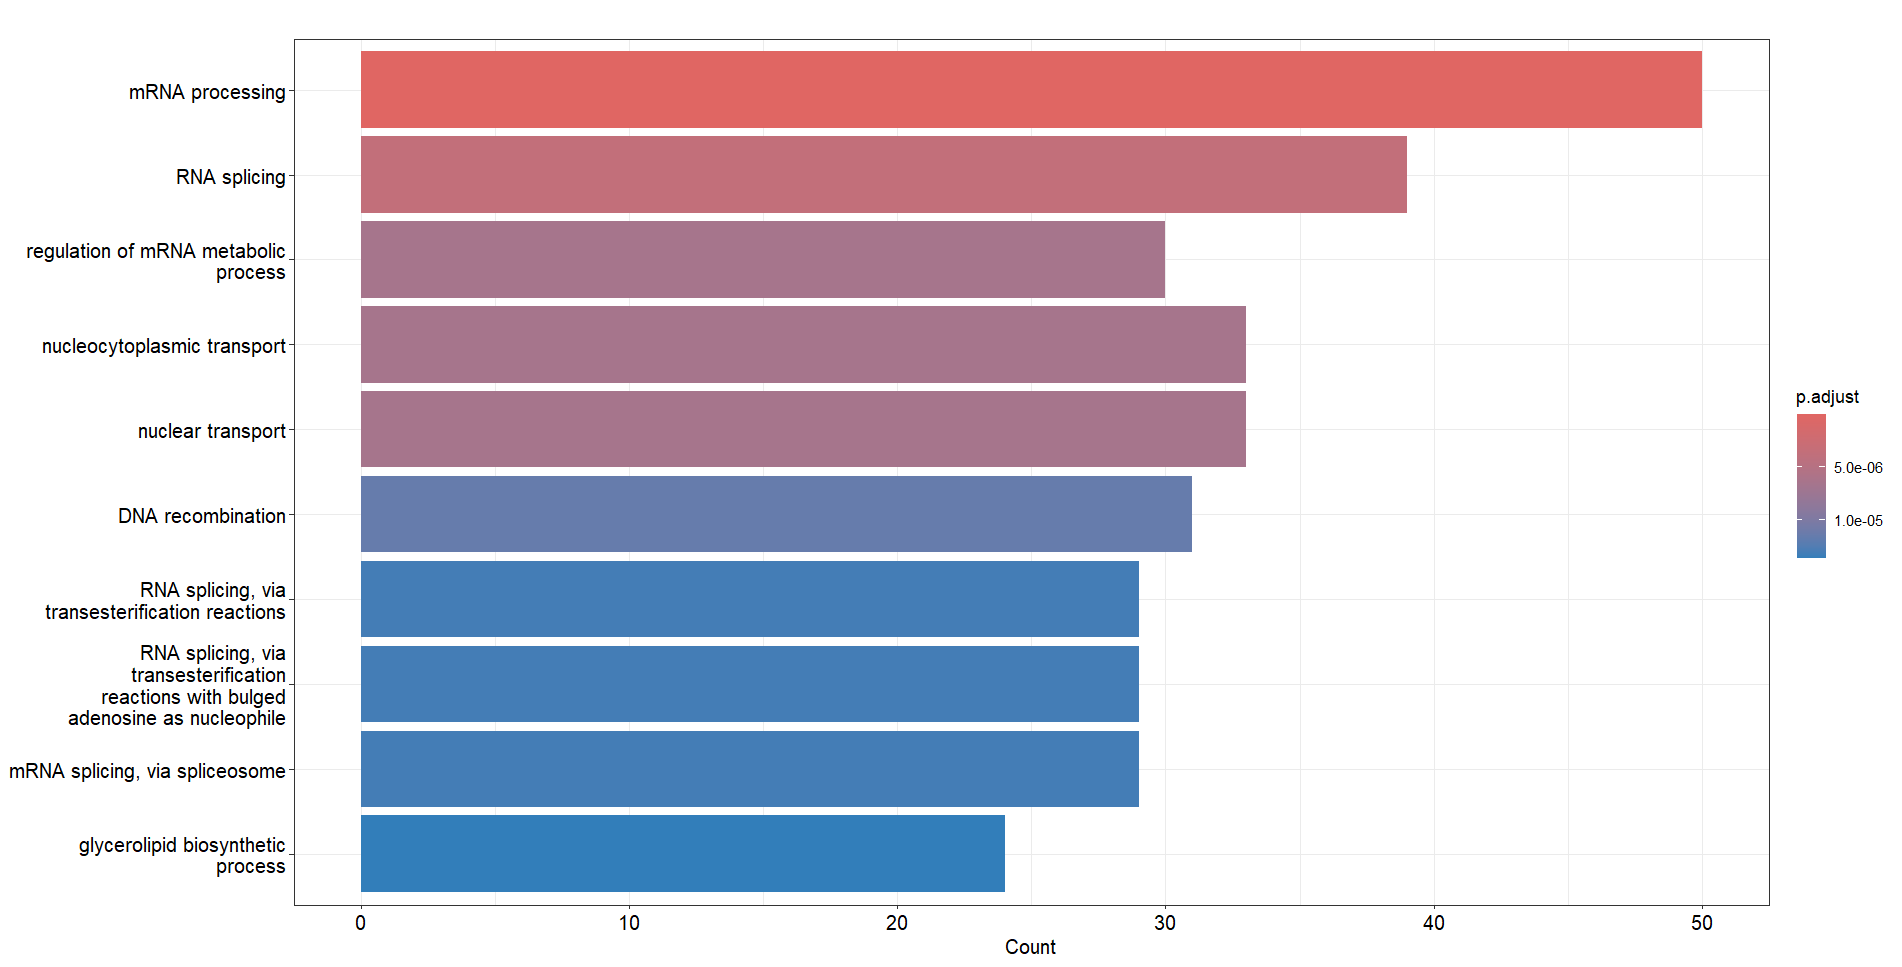 mRNA processing
RNA splicing
regulation of mRNA metabolic
process
nucleocytoplasmic transport
nuclear transport
DNA recombination
RNA splicing, via
transesterification reactions
RNA splicing, via
transesterification
reactions with bulged
adenosine as nucleophile
mRNA splicing, via spliceosome
glycerolipid biosynthetic
process
0 10 20 30 40 50
Count
p.adjust
5.0e-06
1.0e-05